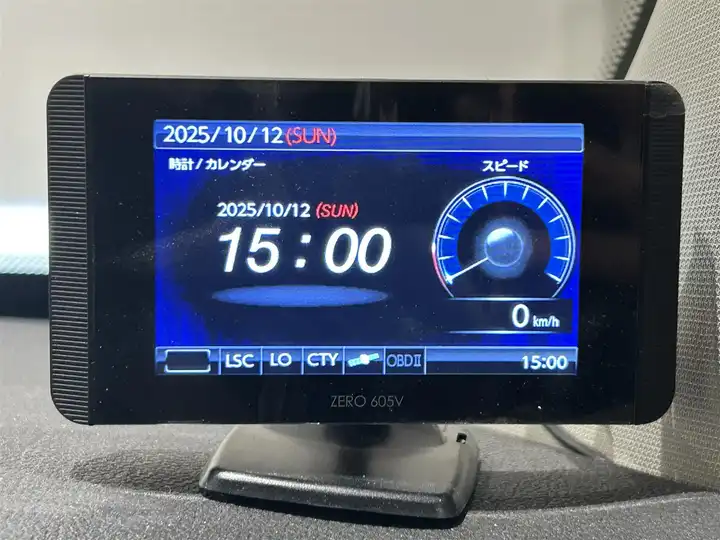 2025/10/12(SUN)
時計/カレンダー
スピード
2025/10/12 (SUN)
15:00
0 km/h
LSC LO CTY OBDⅡ 15:00
ZERO 605V